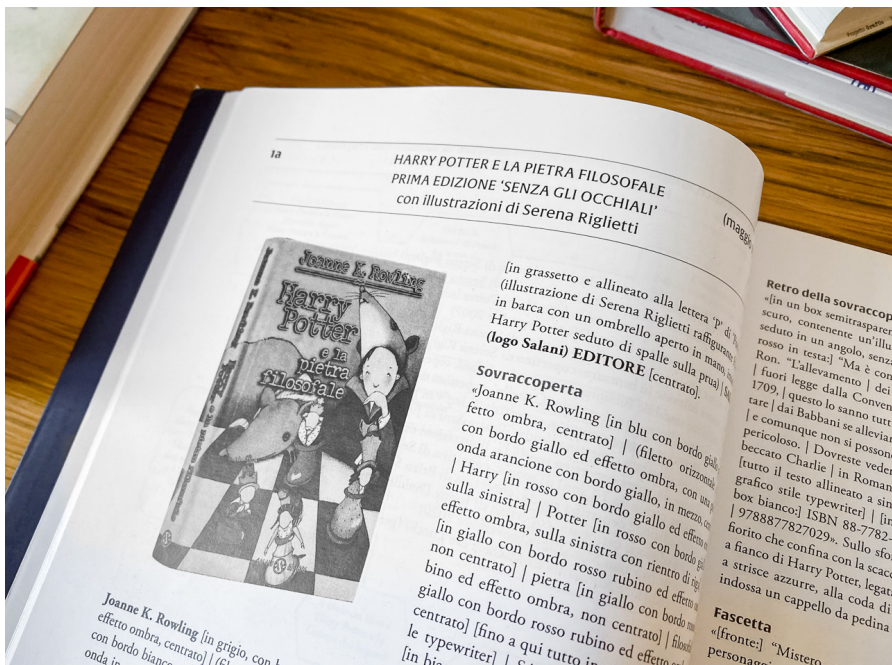 1a
HARRY POTTER E LA PIETRA FILOSOFALE
PRIMA EDIZIONE ‘SENZA GLI OCCHIALI’
con illustrazioni di Serena Riglietti
(maggio
Joanne K. Rowling
Harry
Potter
e la
pietra
filosofale
Joanne K. Rowling [in grigio, con
effetto ombra, centrato] |
con bordo bianco
onda in
[in grassetto e allineato alla lettera ‘P’ di
(illustrazione di Serena Riglietti raffigurante
in barca con un ombrello aperto in mano,
Harry Potter seduto di spalle sulla prua) |
(logo Salani) EDITORE [centrato].
Sovraccoperta
«Joanne K. Rowling [in blu con bordo giallo
fetto ombra, centrato] | (filetto orizzontale
con bordo giallo ed effetto ombra, con una
onda arancione con bordo giallo, in mezzo,
| Harry [in rosso con bordo giallo ed effetto
sulla sinistra] | Potter [in rosso con bordo
effetto ombra, sulla sinistra con rientro di
[in giallo con bordo rosso rubino ed effetto
non centrato] | pietra [in giallo con bordo
bino ed effetto ombra, non centrato] |
giallo con bordo rosso rubino ed effetto
centrato] [fino a qui tutto in
le typewriter] |
Retro della sovraccop
«[in un box semitrasparen
scuro, contenente un’illu
seduto in un angolo, senz
rosso in testa:] “Ma è con
Ron. “L’allevamento | dei
| fuori legge dalla Conven
1709, | questo lo sanno tutt
tare | dai Babbani se alleviam
| e comunque non si possono
pericoloso. | Dovreste veder
beccato Charlie | in Roman
[tutto il testo allineato a sin
grafico stile typewriter] | [in
box bianco:] ISBN 88-7782-
| 9788877827029». Sullo sfo
fiorito che confina con la scacc
a fianco di Harry Potter, legat
a strisce azzurre, alla coda di
indossa un cappello da pedina
Fascetta
«[fronte:] “Mistero
personagg